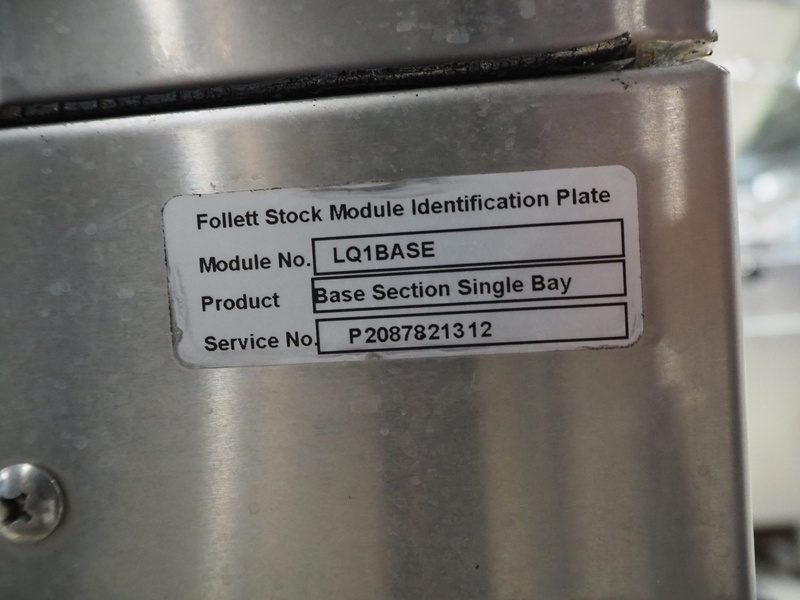 Follett Stock Module Identification Plate
Module No. LQ1BASE
Product Base Section Single Bay
Service No. P2087821312